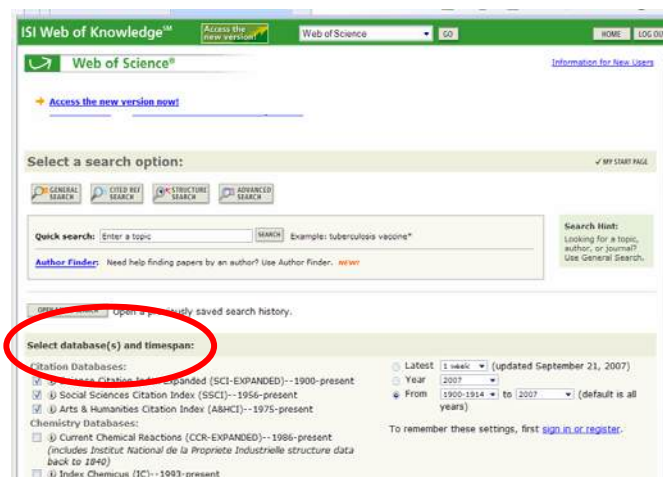 ISI Web of Knowledge℠ Access the new version! Web of Science GO HOME LOG OU
Web of Science® Information for New Users
Access the new version now!
Select a search option: ✓ MY START PAGE
GENERAL SEARCH CITED REF SEARCH STRUCTURE SEARCH ADVANCED SEARCH
Quick search: Enter a topic SEARCH Example: tuberculosis vaccine*
Author Finder: Need help finding papers by an author? Use Author Finder. NEW!
Search Hint:
Looking for a topic,
author, or journal?
Use General Search.
Open a previously saved search history.
Select database(s) and timespan:
Citation Databases:
Science Citation Index Expanded (SCI-EXPANDED)--1900-present
Social Sciences Citation Index (SSCI)--1956-present
Arts & Humanities Citation Index (A&HCI)--1975-present
Chemistry Databases:
Current Chemical Reactions (CCR-EXPANDED)--1986-present
(includes Institut National de la Propriete Industrielle structure data
back to 1840)
Index Chemicus (IC)--1993-present
Latest 1 week (updated September 21, 2007)
Year 2007
From 1900-1914 to 2007 (default is all
years)
To remember these settings, first sign in or register.